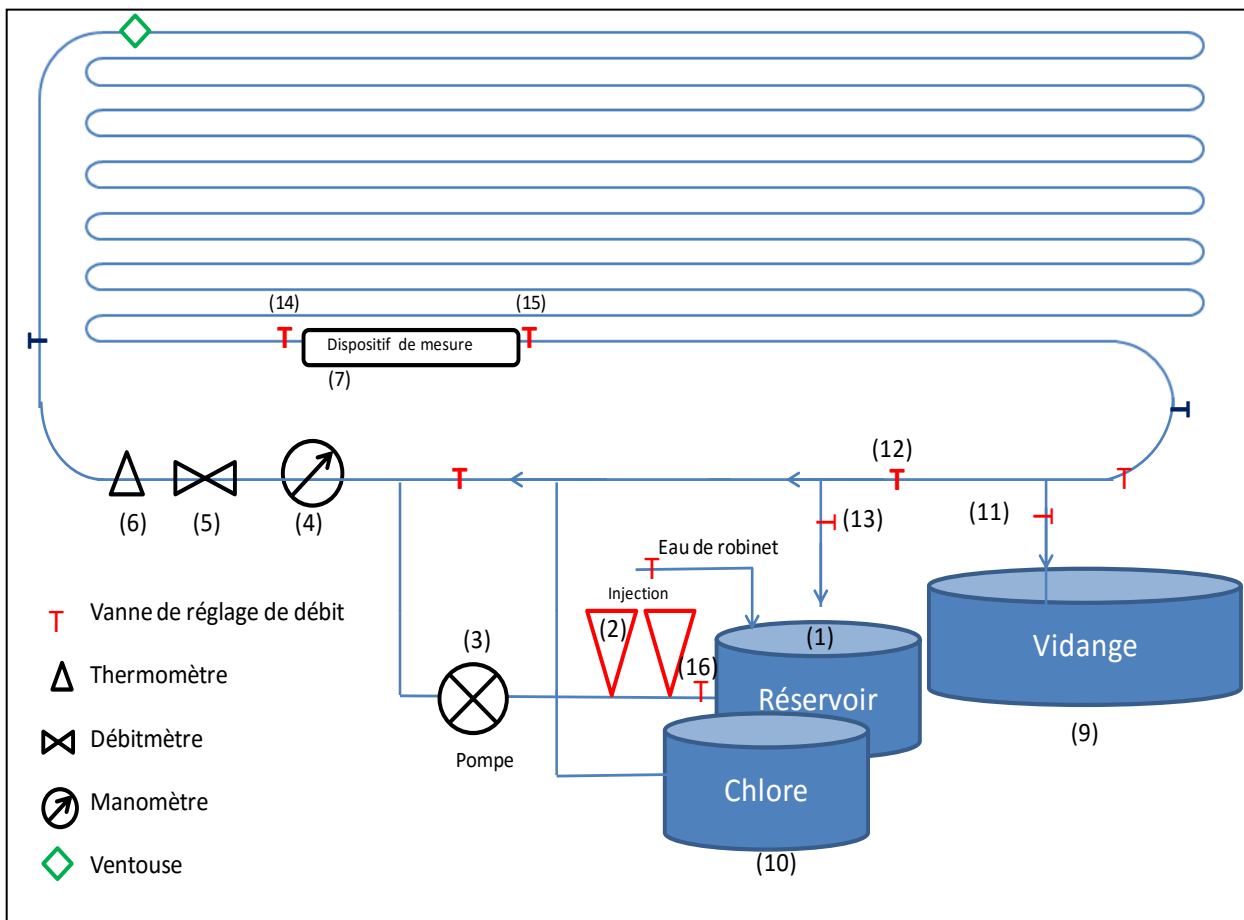 (14)
(15)
Dispositif de mesure
(7)
(12)
(6)
(5)
(4)
(13)
(11)
Eau de robinet
Injection
Vanne de réglage de débit
(3)
(2)
(1)
(16)
Vidange
Thermomètre
Réservoir
Débitmètre
Pompe
(9)
Chlore
Manomètre
Ventouse
(10)